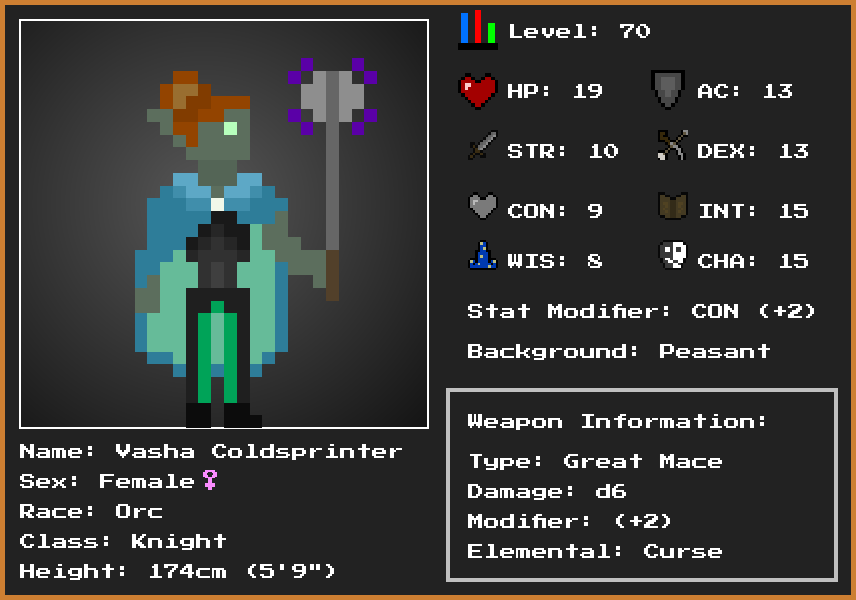 Level: 70
HP: 19
AC: 13
STR: 10
DEX: 13
CON: 9
INT: 15
WIS: 8
CHA: 15
Stat Modifier: CON (+2)
Background: Peasant
Weapon Information:
Type: Great Mace
Damage: d6
Modifier: (+2)
Elemental: Curse
Name: Vasha Coldsprinter
Sex: Female♀
Race: Orc
Class: Knight
Height: 174cm (5'9")